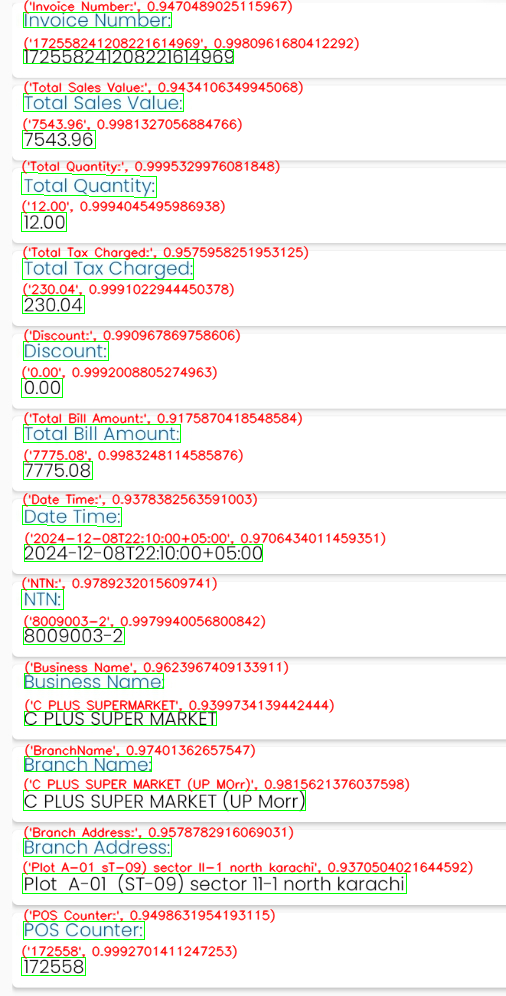 ('Invoice Number:', 0.9470489025115967)
Invoice Number:
('172558241208221614969', 0.9980961680412292)
172558241208221614969
('Total Sales Value:', 0.9434106349945068)
Total Sales Value:
('7543.96', 0.9981327056884766)
7543.96
('Total Quantity:', 0.9995329976081848)
Total Quantity:
('12.00', 0.9994045495986938)
12.00
('Total Tax Charged:', 0.9575958251953125)
Total Tax Charged:
('230.04', 0.9991022944450378)
230.04
('Discount:', 0.990967869758606)
Discount:
('0.00', 0.9992008805274963)
0.00
('Total Bill Amount:', 0.9175870418548584)
Total Bill Amount:
('7775.08', 0.9983248114585876)
7775.08
('Date Time:', 0.9378382563591003)
Date Time:
('2024-12-08T22:10:00+05:00', 0.9706434011459351)
2024-12-08T22:10:00+05:00
('NTN:', 0.9789232015609741)
NTN:
('8009003-2', 0.9979940056800842)
8009003-2
('Business Name', 0.9623967409133911)
Business Name:
('C PLUS SUPERMARKET', 0.9399734139442444)
C PLUS SUPER MARKET
('BranchName', 0.97401362657547)
Branch Name:
('C PLUS SUPER MARKET (UP MOrr)', 0.9815621376037598)
C PLUS SUPER MARKET (UP Morr)
('Branch Address:', 0.9578782916069031)
Branch Address:
('Plot A-01 sT-09) sector II-1 north karachi', 0.9370504021644592)
Plot A-01 (ST-09) sector 11-1 north karachi
('POS Counter:', 0.9498631954193115)
POS Counter:
('172558', 0.9992701411247253)
172558